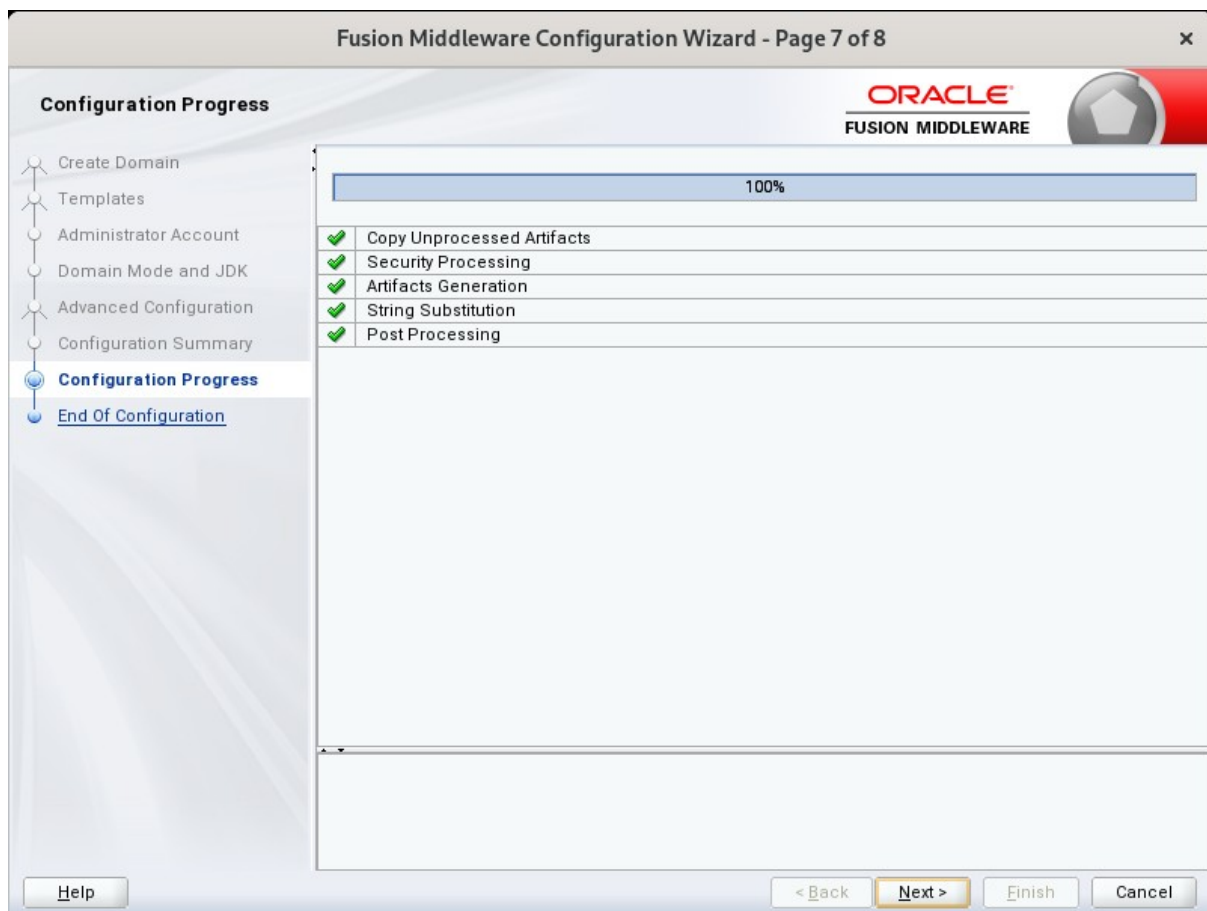 Fusion Middleware Configuration Wizard - Page 7 of 8
×
Configuration Progress
ORACLE
FUSION MIDDLEWARE
Create Domain
Templates
Administrator Account
Domain Mode and JDK
Advanced Configuration
Configuration Summary
Configuration Progress
End Of Configuration
100%
Copy Unprocessed Artifacts
Security Processing
Artifacts Generation
String Substitution
Post Processing
Help
< Back
Next >
Finish
Cancel